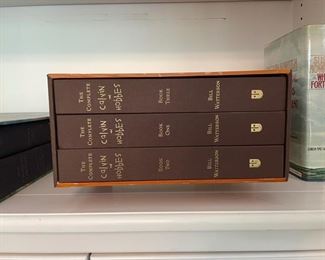 THE
COMPLETE
CALVIN
AND
HOBBES
BOOK
THREE
BILL
WATTERSON
THE
COMPLETE
CALVIN
AND
HOBBES
BOOK
ONE
BILL
WATTERSON
THE
COMPLETE
CALVIN
AND
HOBBES
BOOK
TWO
BILL
WATTERSON